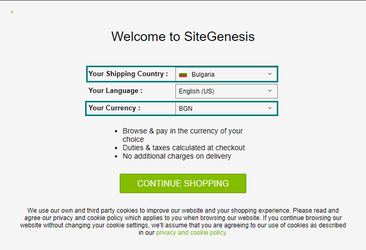 Welcome to SiteGenesis
Your Shipping Country : Bulgaria
Your Language : English (US)
Your Currency : BGN
• Browse & pay in the currency of your
choice
• Duties & taxes calculated at checkout
• No additional charges on delivery
CONTINUE SHOPPING
We use our own and third party cookies to improve our website and your shopping experience. Please read and
agree our privacy and cookie policy which applies to you when browsing our website. If you continue browsing our
website without changing your cookie settings, we'll assume that you are agreeing to our use of cookies as described
in our privacy and cookie policy